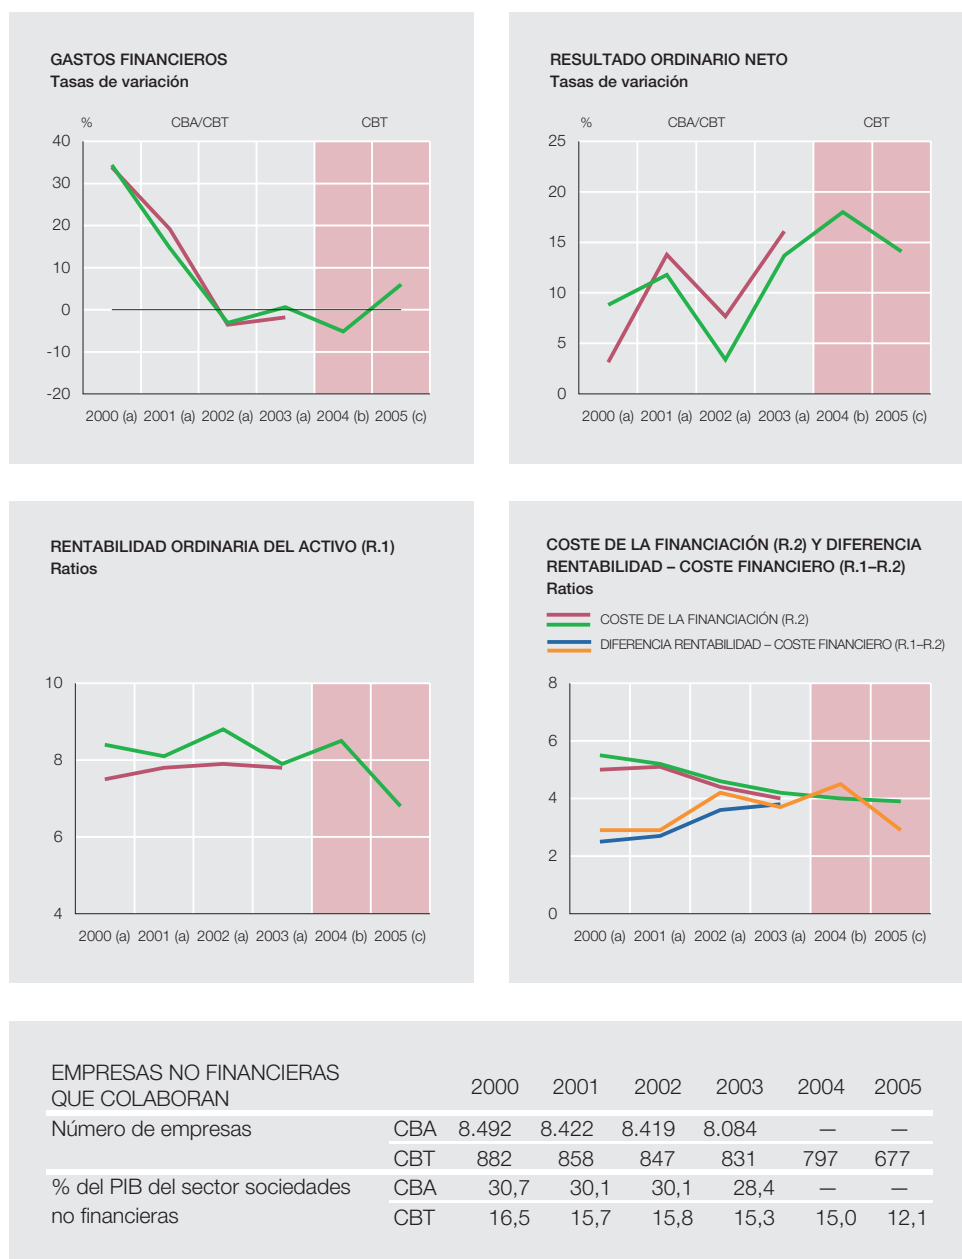 GASTOS FINANCIEROS
Tasas de variación
% CBA/CBT CBT
40
30
20
10
0
-10
-20
2000 (a) 2001 (a) 2002 (a) 2003 (a) 2004 (b) 2005 (c)
RESULTADO ORDINARIO NETO
Tasas de variación
% CBA/CBT CBT
25
20
15
10
5
0
2000 (a) 2001 (a) 2002 (a) 2003 (a) 2004 (b) 2005 (c)
RENTABILIDAD ORDINARIA DEL ACTIVO (R.1)
Ratios
10
8
6
4
2000 (a) 2001 (a) 2002 (a) 2003 (a) 2004 (b) 2005 (c)
COSTE DE LA FINANCIACIÓN (R.2) Y DIFERENCIA
RENTABILIDAD – COSTE FINANCIERO (R.1–R.2)
Ratios
COSTE DE LA FINANCIACIÓN (R.2)
DIFERENCIA RENTABILIDAD – COSTE FINANCIERO (R.1–R.2)
8
6
4
2
0
2000 (a) 2001 (a) 2002 (a) 2003 (a) 2004 (b) 2005 (c)
EMPRESAS NO FINANCIERAS
QUE COLABORAN 2000 2001 2002 2003 2004 2005
Número de empresas CBA 8.492 8.422 8.419 8.084 — —
CBT 882 858 847 831 797 677
% del PIB del sector sociedades CBA 30,7 30,1 30,1 28,4 — —
no financieras CBT 16,5 15,7 15,8 15,3 15,0 12,1